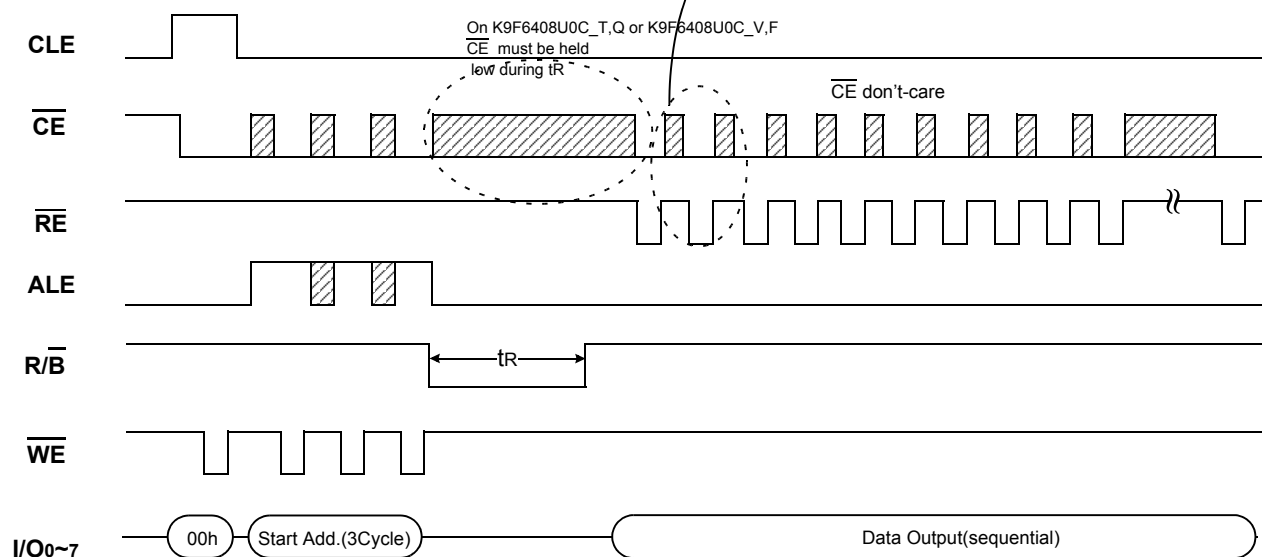 On K9F6408U0C_T,Q or K9F6408U0C_V,F
CLE
CE must be held
low during tR
CE don't-care
CE
RE
ALE
R/B
tR
WE
I/O0~7
00h
Start Add.(3Cycle)
Data Output(sequential)